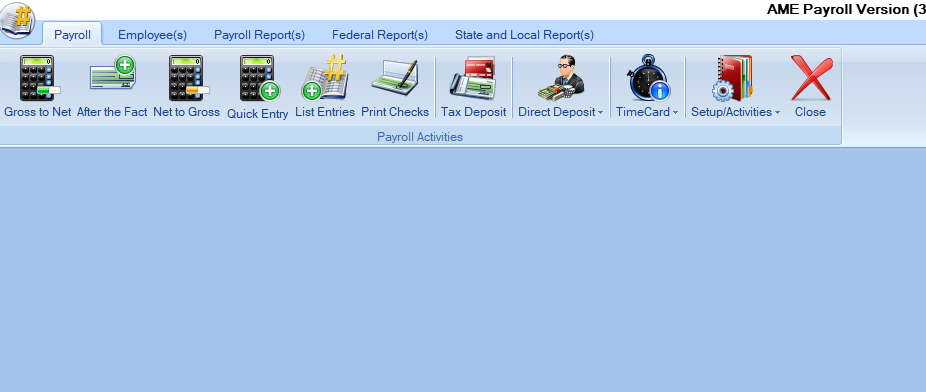 AME Payroll Version (3
Payroll Employee(s) Payroll Report(s) Federal Report(s) State and Local Report(s)
Gross to Net After the Fact Net to Gross Quick Entry List Entries Print Checks Tax Deposit Direct Deposit TimeCard Setup/Activities Close
Payroll Activities